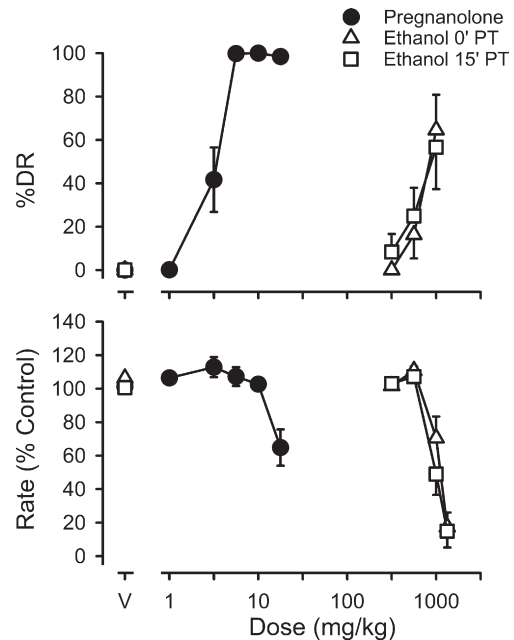 Pregnanolone
Ethanol 0' PT
Ethanol 15' PT
100
80
60
40
20
0
%DR
140
120
100
80
60
40
20
0
Rate (% Control)
V 1 10 100 1000
Dose (mg/kg)